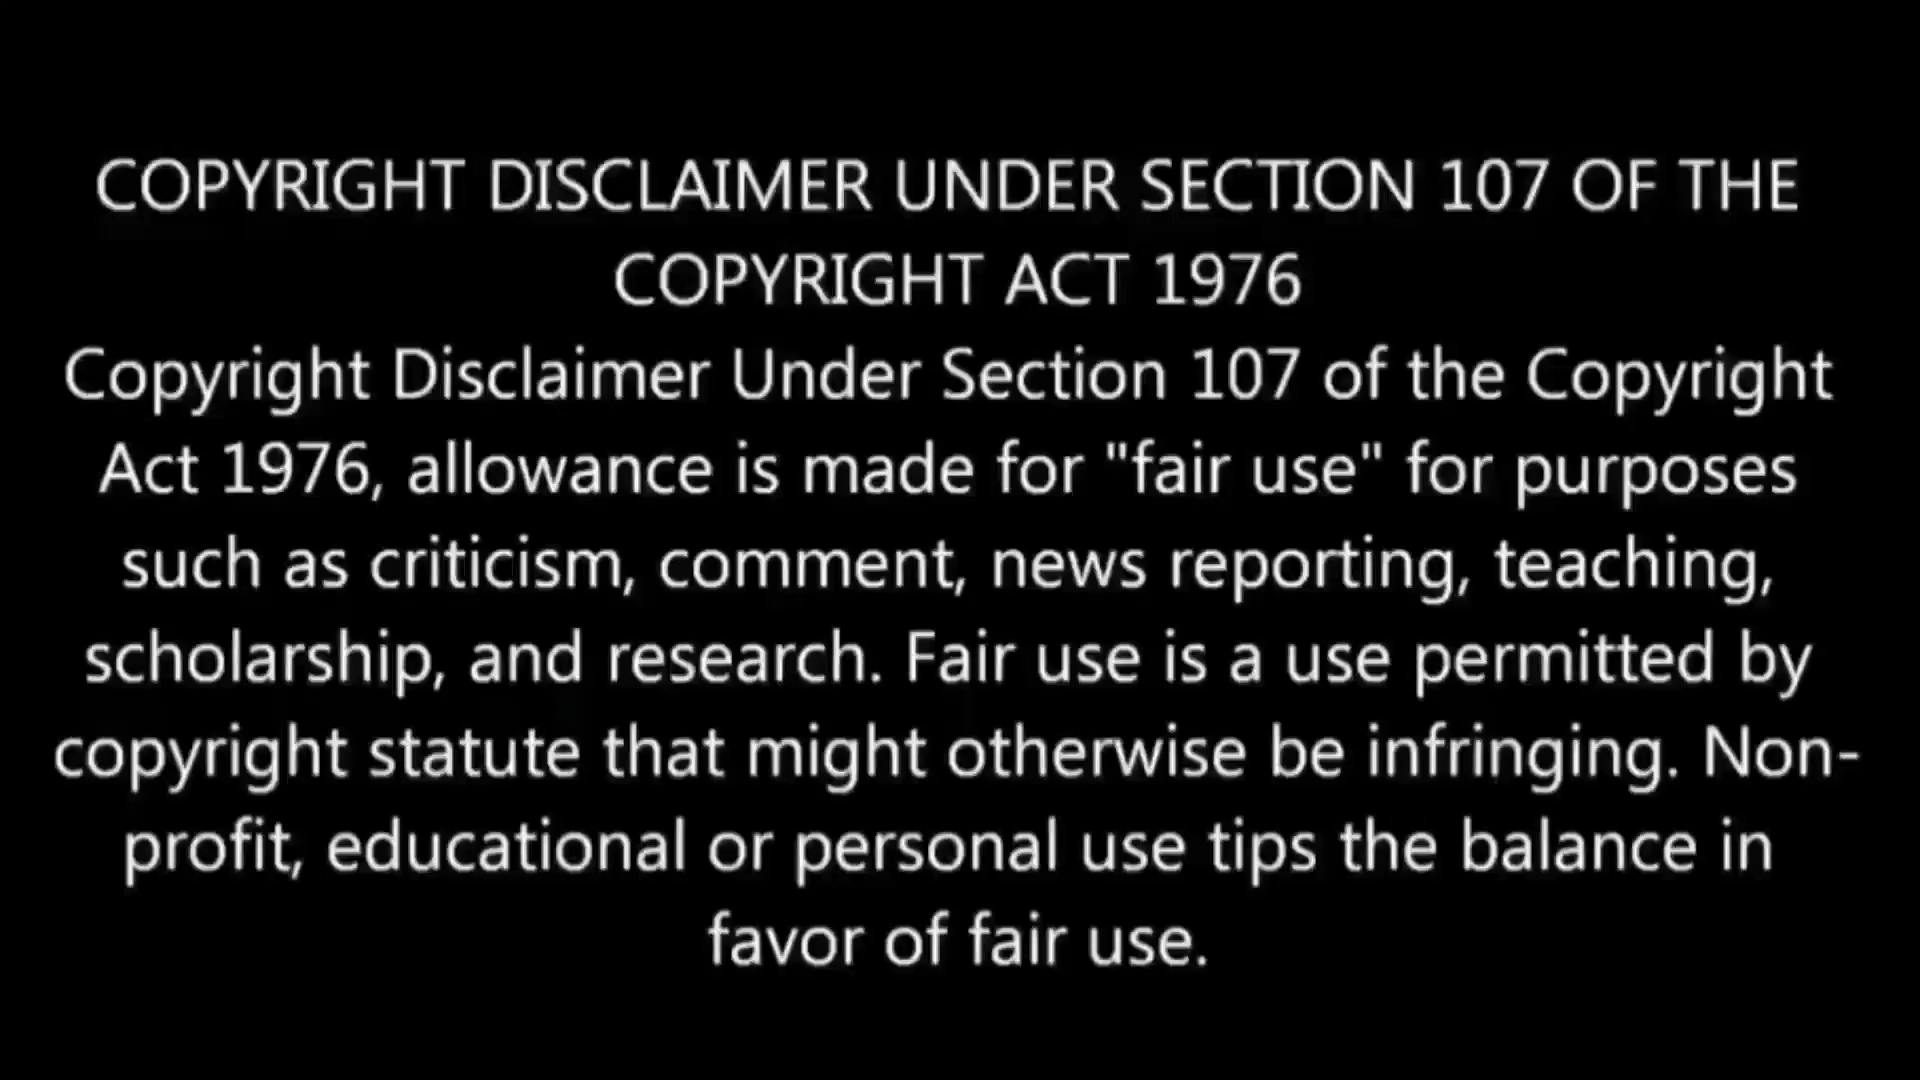 COPYRIGHT DISCLAIMER UNDER SECTION 107 OF THE
COPYRIGHT ACT 1976
Copyright Disclaimer Under Section 107 of the Copyright
Act 1976, allowance is made for "fair use" for purposes
such as criticism, comment, news reporting, teaching,
scholarship, and research. Fair use is a use permitted by
copyright statute that might otherwise be infringing. Non-
profit, educational or personal use tips the balance in
favor of fair use.